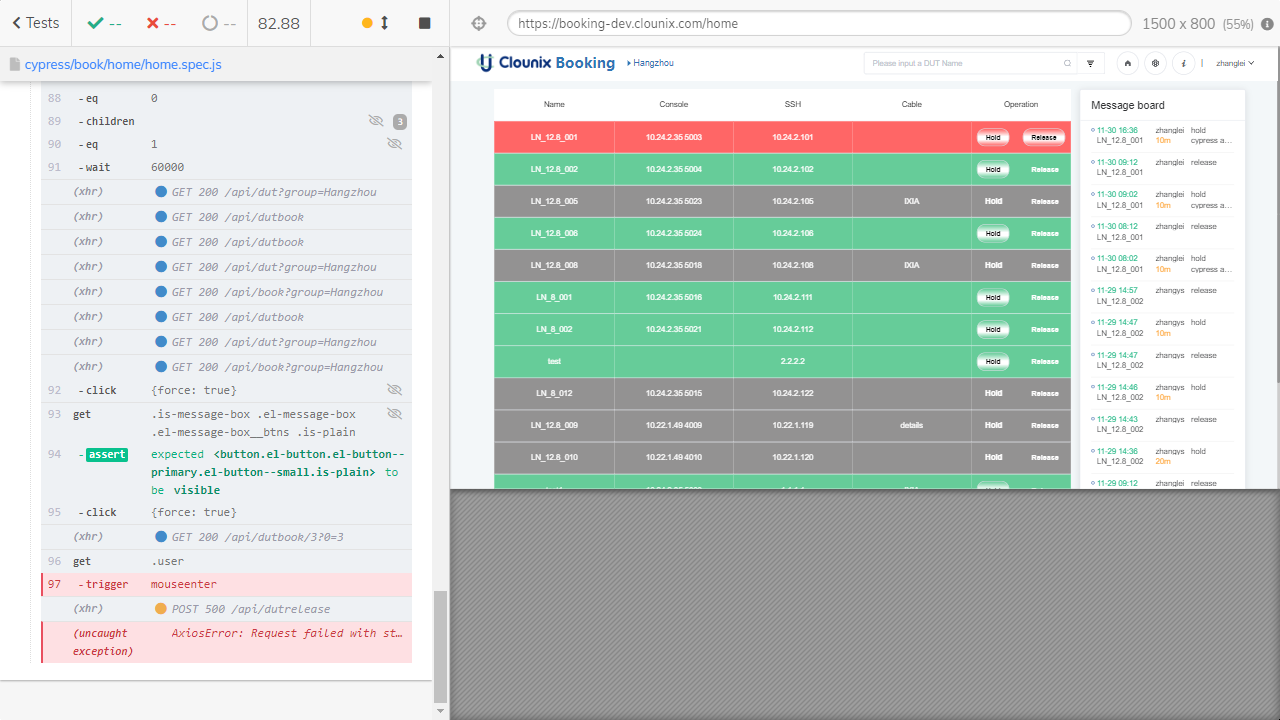 Tests
--
--
--
82.88
https://booking-dev.clounix.com/home
1500 x 800 (55%)
cypress/book/home/home.spec.js
88 - eq 0
89 - children 3
90 - eq 1
91 - wait 60000
(xhr) GET 200 /api/dut?group=Hangzhou
(xhr) GET 200 /api/dutbook
(xhr) GET 200 /api/dutbook
(xhr) GET 200 /api/dut?group=Hangzhou
(xhr) GET 200 /api/book?group=Hangzhou
(xhr) GET 200 /api/dutbook
(xhr) GET 200 /api/dut?group=Hangzhou
(xhr) GET 200 /api/book?group=Hangzhou
92 - click {force: true}
93 get .is-message-box .el-message-box
.el-message-box__btns .is-plain
94 - assert expected <button.el-button.el-button--
primary.el-button--small.is-plain> to
be visible
95 - click {force: true}
(xhr) GET 200 /api/dutbook/3?0=3
96 get .user
97 - trigger mouseenter
(xhr) POST 500 /api/dutrelease
(uncaught AxiosError: Request failed with st…
exception)
Clounix Booking Hangzhou
Please input a DUT Name
zhanglei
Name Console SSH Cable Operation
LN_12.8_001 10.24.2.35 5003 10.24.2.101 Hold Release
LN_12.8_002 10.24.2.35 5004 10.24.2.102 Hold Release
LN_12.8_005 10.24.2.35 5023 10.24.2.105 IXIA Hold Release
LN_12.8_006 10.24.2.35 5024 10.24.2.106 Hold Release
LN_12.8_008 10.24.2.35 5018 10.24.2.108 IXIA Hold Release
LN_8_001 10.24.2.35 5016 10.24.2.111 Hold Release
LN_8_002 10.24.2.35 5021 10.24.2.112 Hold Release
test 2.2.2.2 Hold Release
LN_8_012 10.24.2.35 5015 10.24.2.122 Hold Release
LN_12.8_009 10.22.1.49 4009 10.22.1.119 details Hold Release
LN_12.8_010 10.22.1.49 4010 10.22.1.120 Hold Release
Message board
11-30 16:36 zhanglei hold
LN_12.8_001 10m cypress a…
11-30 09:12 zhanglei release
LN_12.8_001
11-30 09:02 zhanglei hold
LN_12.8_001 10m cypress a…
11-30 08:12 zhanglei release
LN_12.8_001
11-30 08:02 zhanglei hold
LN_12.8_001 10m cypress a…
11-29 14:57 zhangys release
LN_12.8_002
11-29 14:47 zhangys hold
LN_12.8_002 10m
11-29 14:47 zhangys release
LN_12.8_002
11-29 14:46 zhangys hold
LN_12.8_002 10m
11-29 14:43 zhangys release
LN_12.8_002
11-29 14:36 zhangys hold
LN_12.8_002 20m
11-29 09:12 zhanglei release